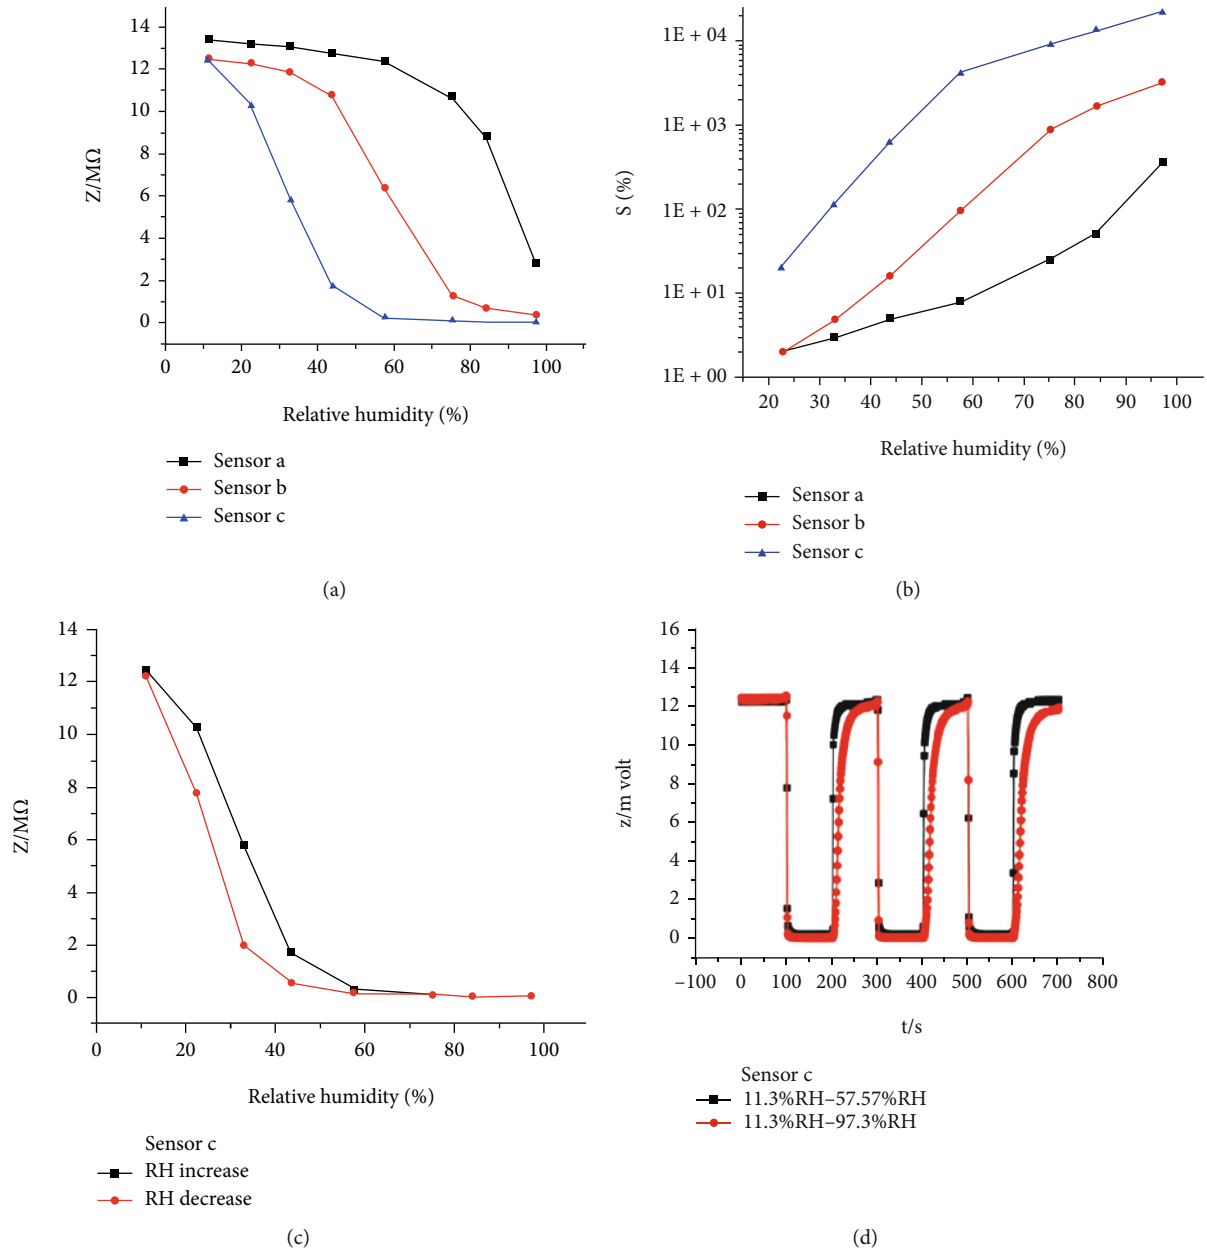 14
12
10
8
6
4
2
0
Z/MΩ
0 20 40 60 80 100
Relative humidity (%)
Sensor a
Sensor b
Sensor c
(a)
1E + 04
1E + 03
1E + 02
1E + 01
1E + 00
S (%)
20 30 40 50 60 70 80 90 100
Relative humidity (%)
Sensor a
Sensor b
Sensor c
(b)
14
12
10
8
6
4
2
0
Z/MΩ
0 20 40 60 80 100
Relative humidity (%)
Sensor c
RH increase
RH decrease
(c)
16
14
12
10
8
6
4
2
0
z/m volt
–100 0 100 200 300 400 500 600 700 800
t/s
Sensor c
11.3%RH–57.57%RH
11.3%RH–97.3%RH
(d)